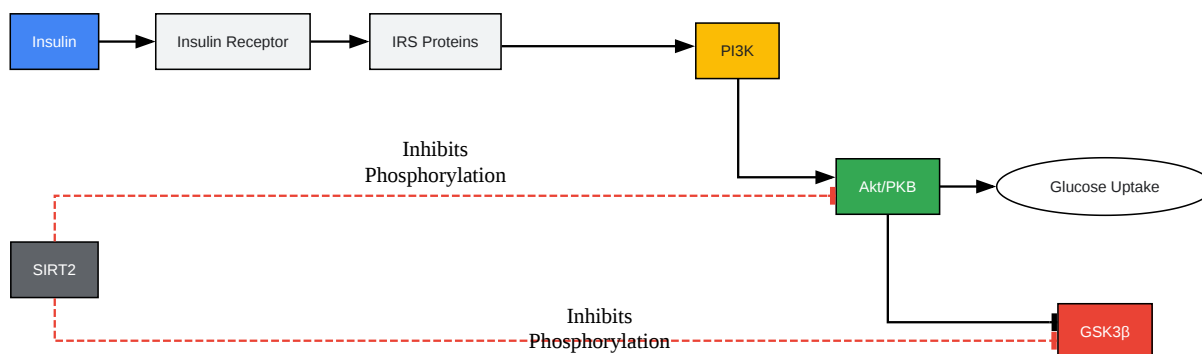 Insulin
Insulin Receptor
IRS Proteins
PI3K
Inhibits
Phosphorylation
Akt/PKB
Glucose Uptake
SIRT2
Inhibits
Phosphorylation
GSK3β